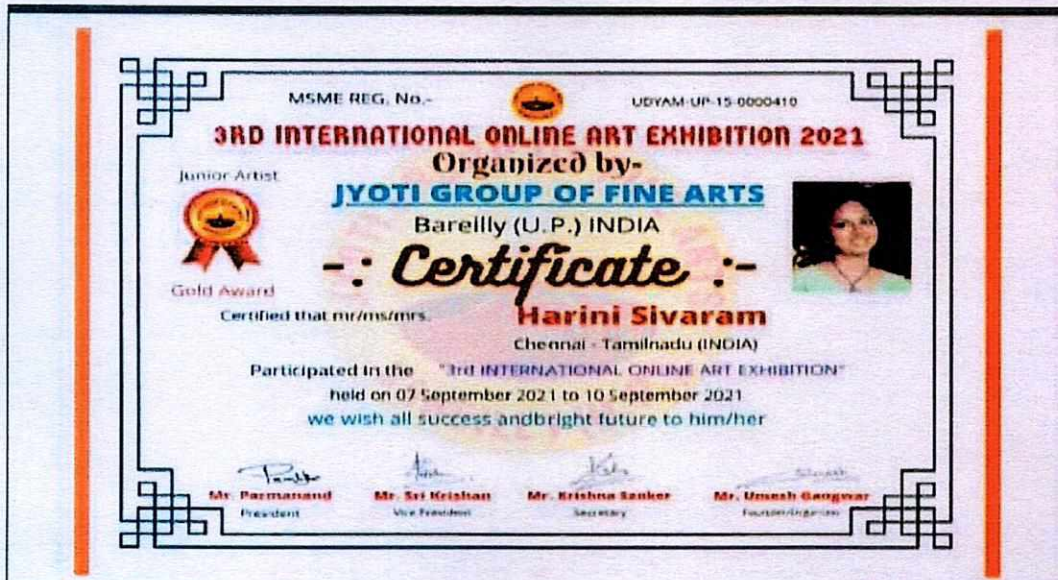 MSME REG. No.- UDYAM-UP-15-0000410
3RD INTERNATIONAL ONLINE ART EXHIBITION 2021
Organized by-
Junior Artist
JYOTI GROUP OF FINE ARTS
Bareilly (U.P.) INDIA
-: Certificate :-
Gold Award
Certified that mr/ms/mrs. Harini Sivaram
Chennai - Tamilnadu (INDIA)
Participated in the "3rd INTERNATIONAL ONLINE ART EXHIBITION"
held on 07 September 2021 to 10 September 2021
we wish all success andbright future to him/her
Mr. Parmanand Mr. Sri Krishan Mr. Krishna Sanker Mr. Umesh Gangwar
President Vice President Secretary